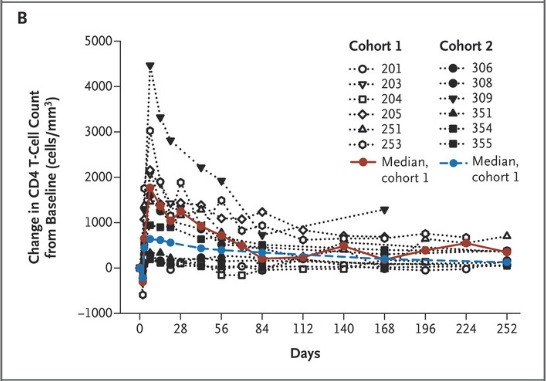 B
Change in CD4 T-Cell Count
from Baseline (cells/mm³)
5000
4000
3000
2000
1000
0
−1000
Cohort 1
201
203
204
205
251
253
Median,
cohort 1
Cohort 2
306
308
309
351
354
355
Median,
cohort 1
0 28 56 84 112 140 168 196 224 252
Days